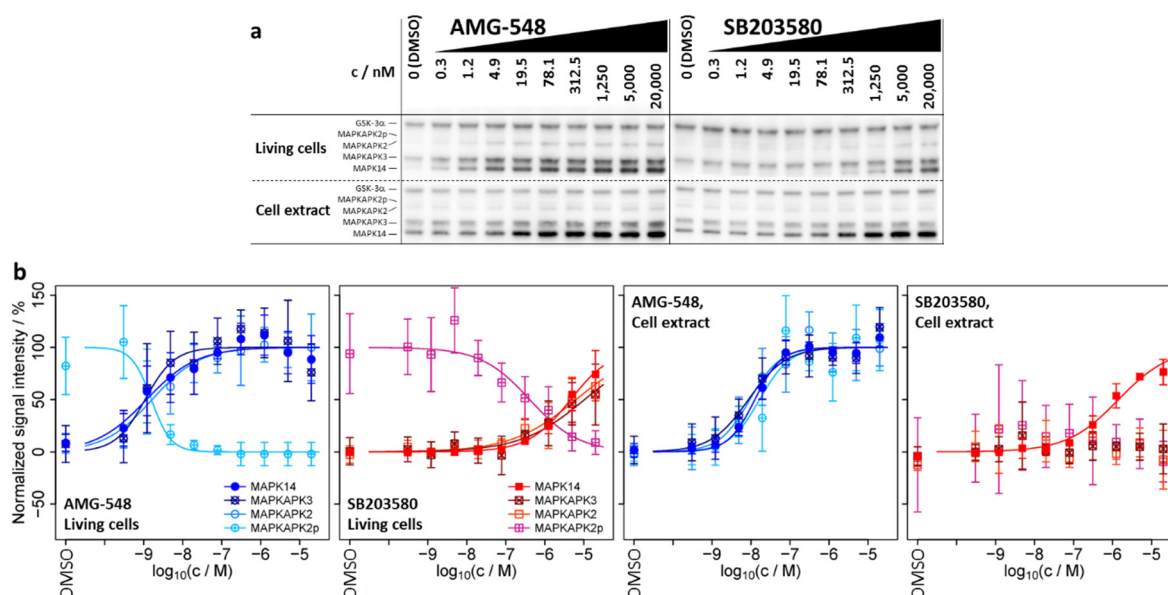 a
AMG-548
SB203580
c / nM
0 (DMSO)
0.3
1.2
4.9
19.5
78.1
312.5
1,250
5,000
20,000
0 (DMSO)
0.3
1.2
4.9
19.5
78.1
312.5
1,250
5,000
20,000
Living cells
GSK-3α
MAPKAPK2p
MAPKAPK2
MAPKAPK3
MAPK14
Cell extract
GSK-3α
MAPKAPK2p
MAPKAPK2
MAPKAPK3
MAPK14
b
Normalized signal intensity / %
150
100
50
0
−50
AMG-548
Living cells
MAPK14
MAPKAPK3
MAPKAPK2
MAPKAPK2p
DMSO
−9
−8
−7
−6
−5
log10(c / M)
SB203580
Living cells
MAPK14
MAPKAPK3
MAPKAPK2
MAPKAPK2p
DMSO
−9
−8
−7
−6
−5
log10(c / M)
AMG-548,
Cell extract
DMSO
−9
−8
−7
−6
−5
log10(c / M)
SB203580,
Cell extract
DMSO
−9
−8
−7
−6
−5
log10(c / M)